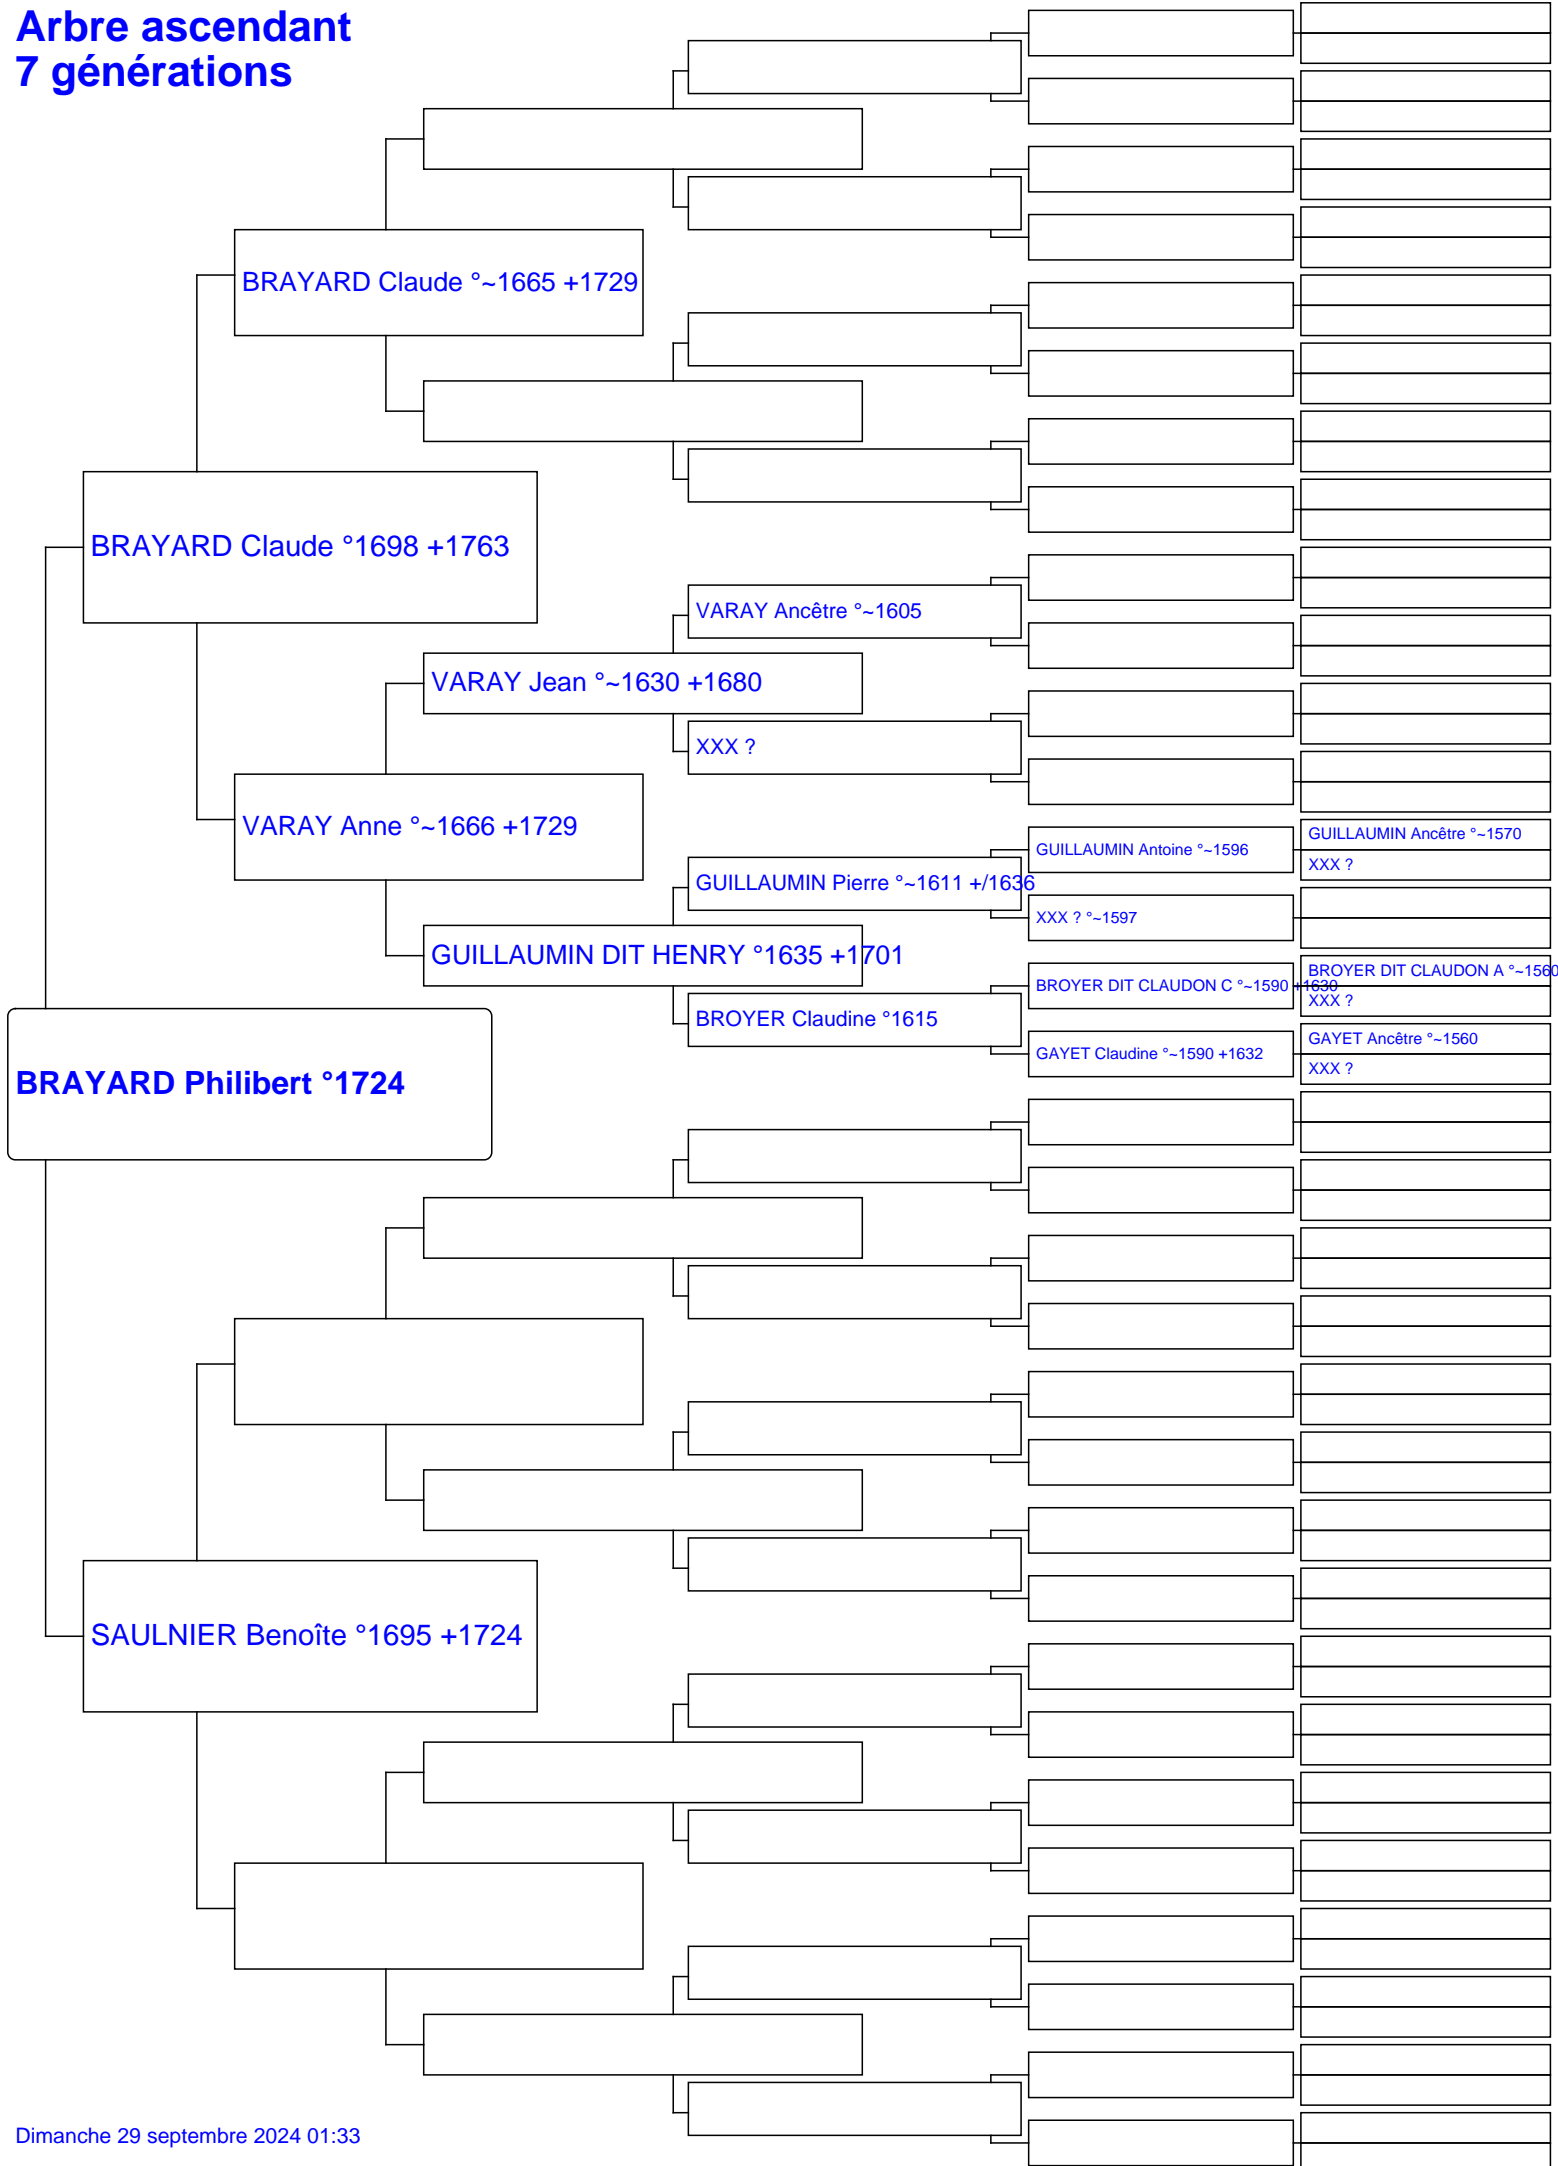 Arbre ascendant
7 générations
BRAYARD Claude °~1665 +1729
BRAYARD Claude °1698 +1763
VARAY Ancêtre °~1605
VARAY Jean °~1630 +1680
XXX ?
VARAY Anne °~1666 +1729
GUILLAUMIN Ancêtre °~1570
GUILLAUMIN Antoine °~1596
XXX ?
GUILLAUMIN Pierre °~1611 +/1636
XXX ? °~1597
GUILLAUMIN DIT HENRY °1635 +1701
BROYER DIT CLAUDON A °~1560
BROYER DIT CLAUDON C °~1590 +1630
XXX ?
BROYER Claudine °1615
GAYET Ancêtre °~1560
GAYET Claudine °~1590 +1632
XXX ?
BRAYARD Philibert °1724
SAULNIER Benoîte °1695 +1724
Dimanche 29 septembre 2024 01:33